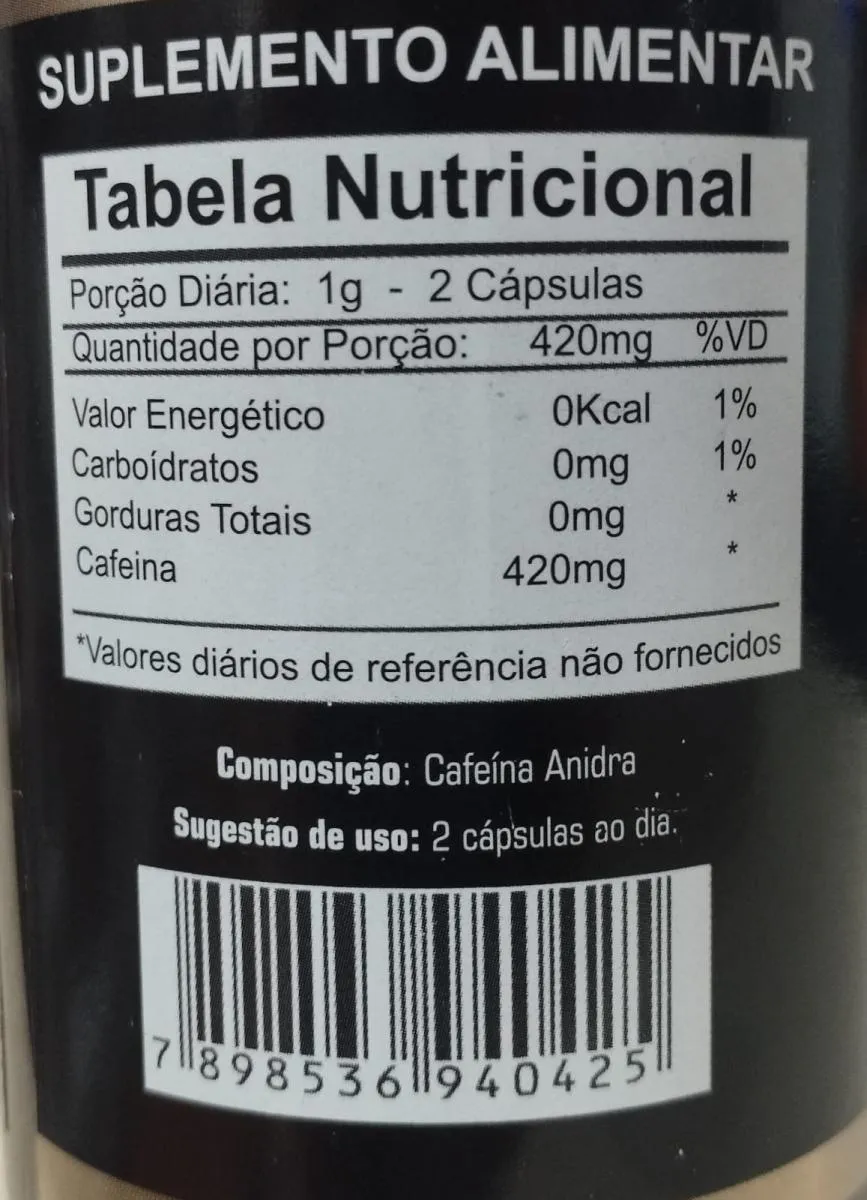 SUPLEMENTO ALIMENTAR
Tabela Nutricional
Porção Diária: 1g - 2 Cápsulas
Quantidade por Porção: 420mg %VD
Valor Energético 0Kcal 1%
Carboídratos 0mg 1%
Gorduras Totais 0mg *
Cafeina 420mg *
*Valores diários de referência não fornecidos
Composição: Cafeína Anidra
Sugestão de uso: 2 cápsulas ao dia.
7 898536 940425